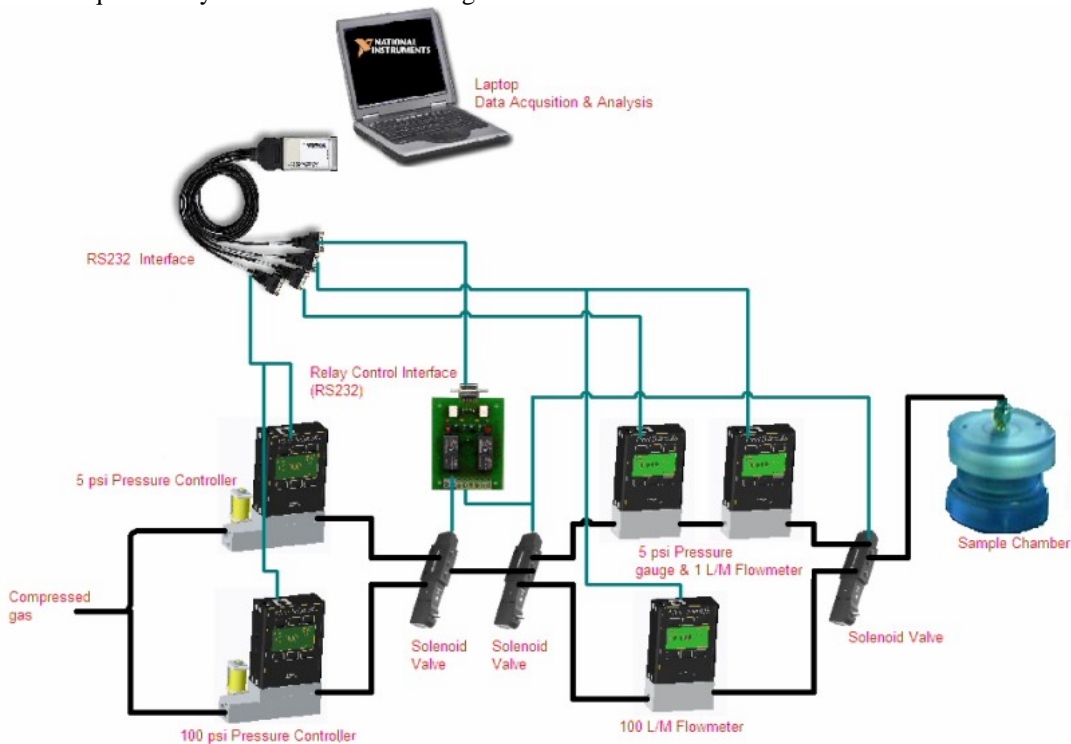 NATIONAL
INSTRUMENTS
Laptop
Data Acqusition & Analysis
RS232 Interface
Relay Control Interface
(RS232)
5 psi Pressure Controller
5 psi Pressure
gauge & 1 L/M Flowmeter
Sample Chamber
Compressed
gas
Solenoid
Valve
Solenoid
Valve
Solenoid Valve
100 psi Pressure Controller
100 L/M Flowmeter